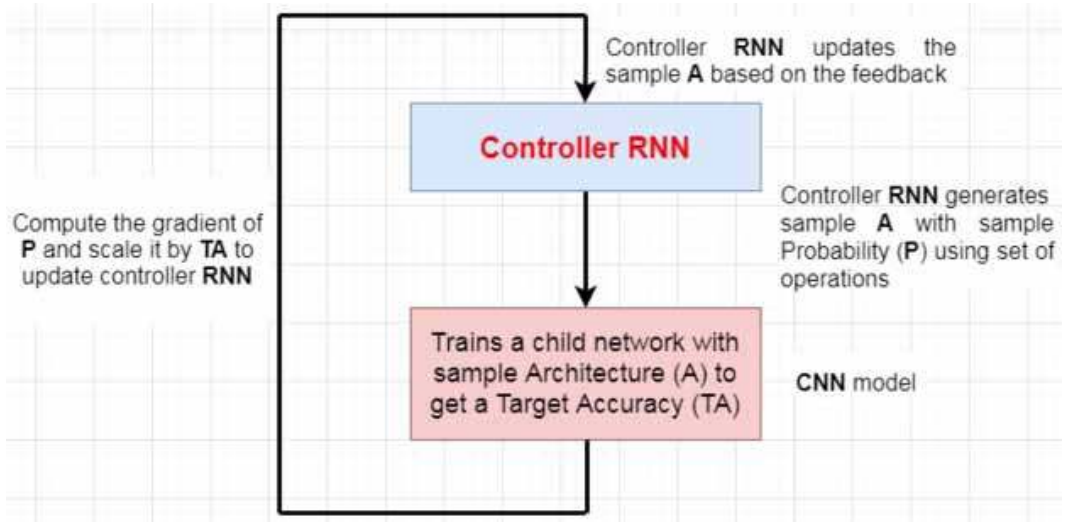 Controller RNN updates the
sample A based on the feedback
Controller RNN
Compute the gradient of
P and scale it by TA to
update controller RNN
Controller RNN generates
sample A with sample
Probability (P) using set of
operations
Trains a child network with
sample Architecture (A) to
get a Target Accuracy (TA)
CNN model